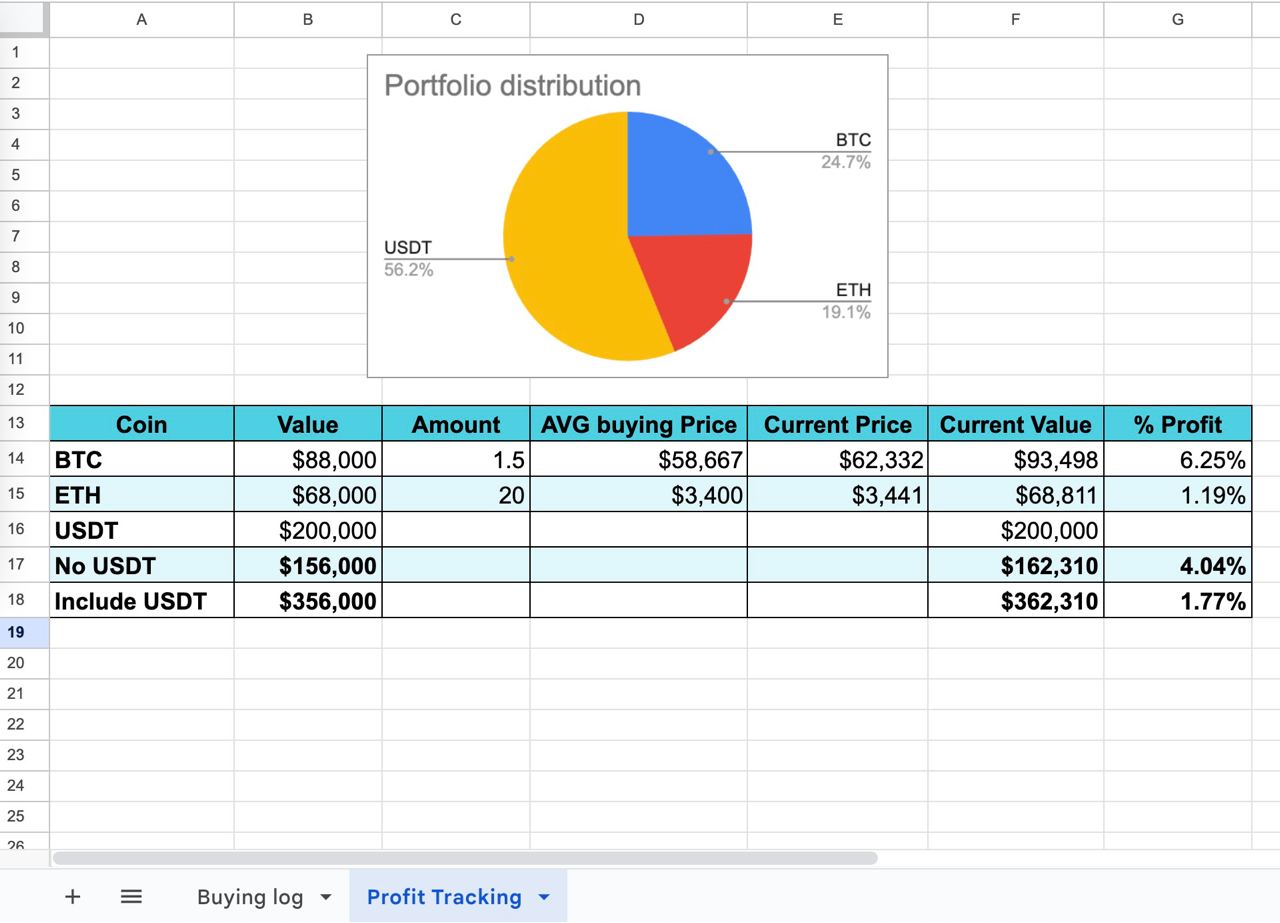 A B C D E F G
1
2
3
4
5
6
7
8
9
10
11
12
Portfolio distribution
BTC
24.7%
USDT
56.2%
ETH
19.1%
13 Coin Value Amount AVG buying Price Current Price Current Value % Profit
14 BTC $88,000 1.5 $58,667 $62,332 $93,498 6.25%
15 ETH $68,000 20 $3,400 $3,441 $68,811 1.19%
16 USDT $200,000 $200,000
17 No USDT $156,000 $162,310 4.04%
18 Include USDT $356,000 $362,310 1.77%
19
20
21
22
23
24
25
26
+ Buying log Profit Tracking